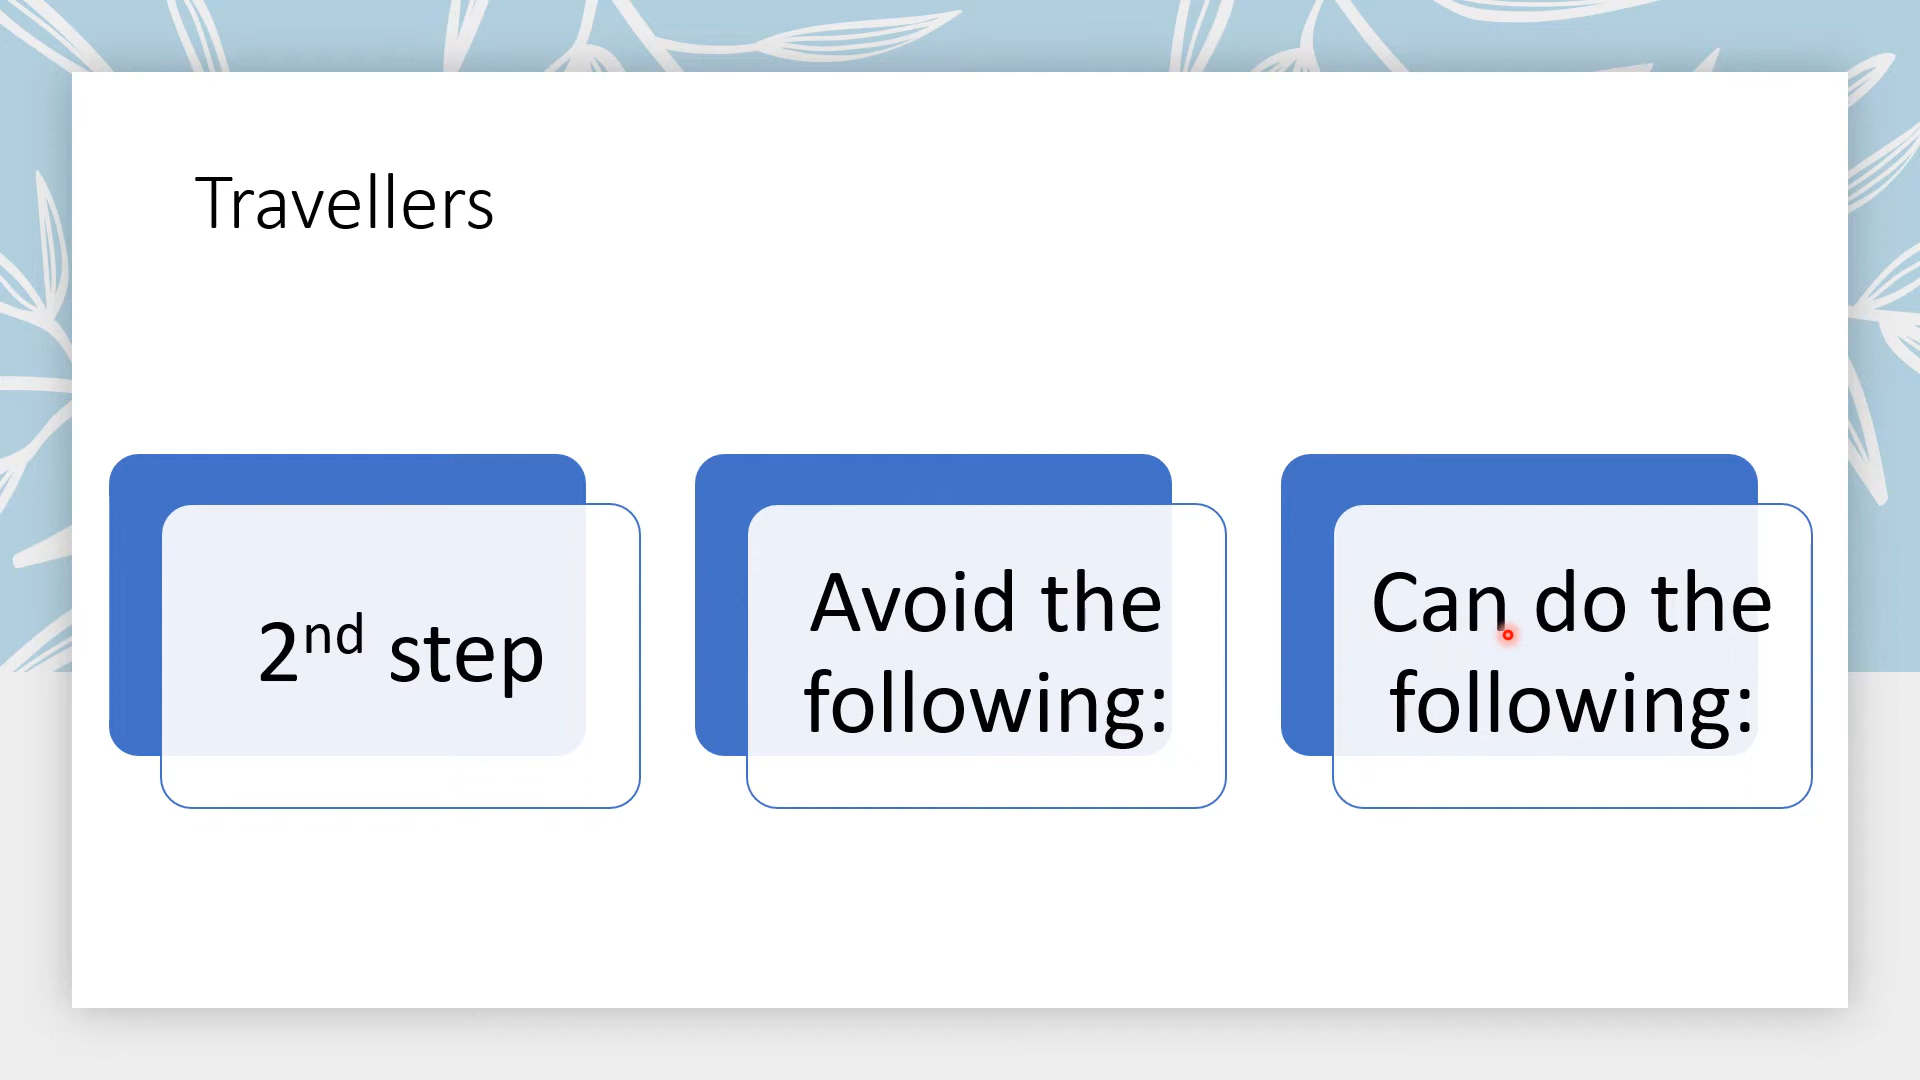 Travellers
2nd step
Avoid the
following:
Can do the
following: